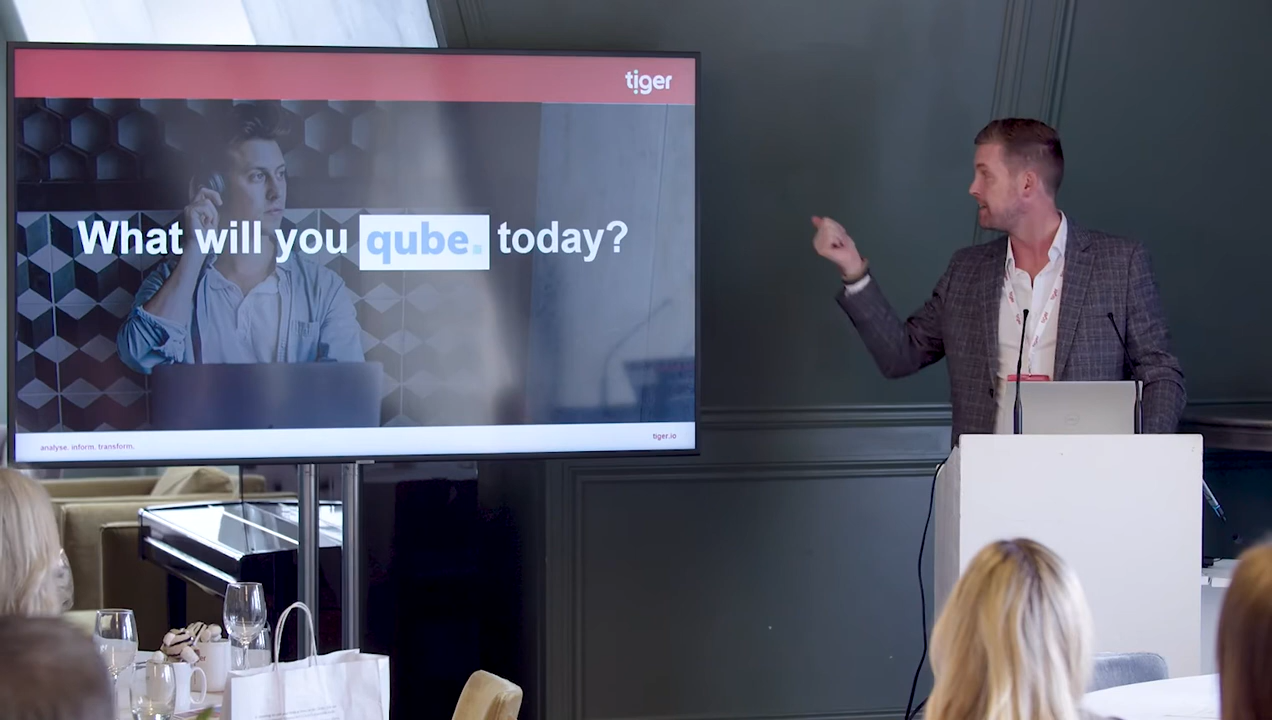 tiger
What will you qube. today?
analyse. inform. transform.
tiger.io